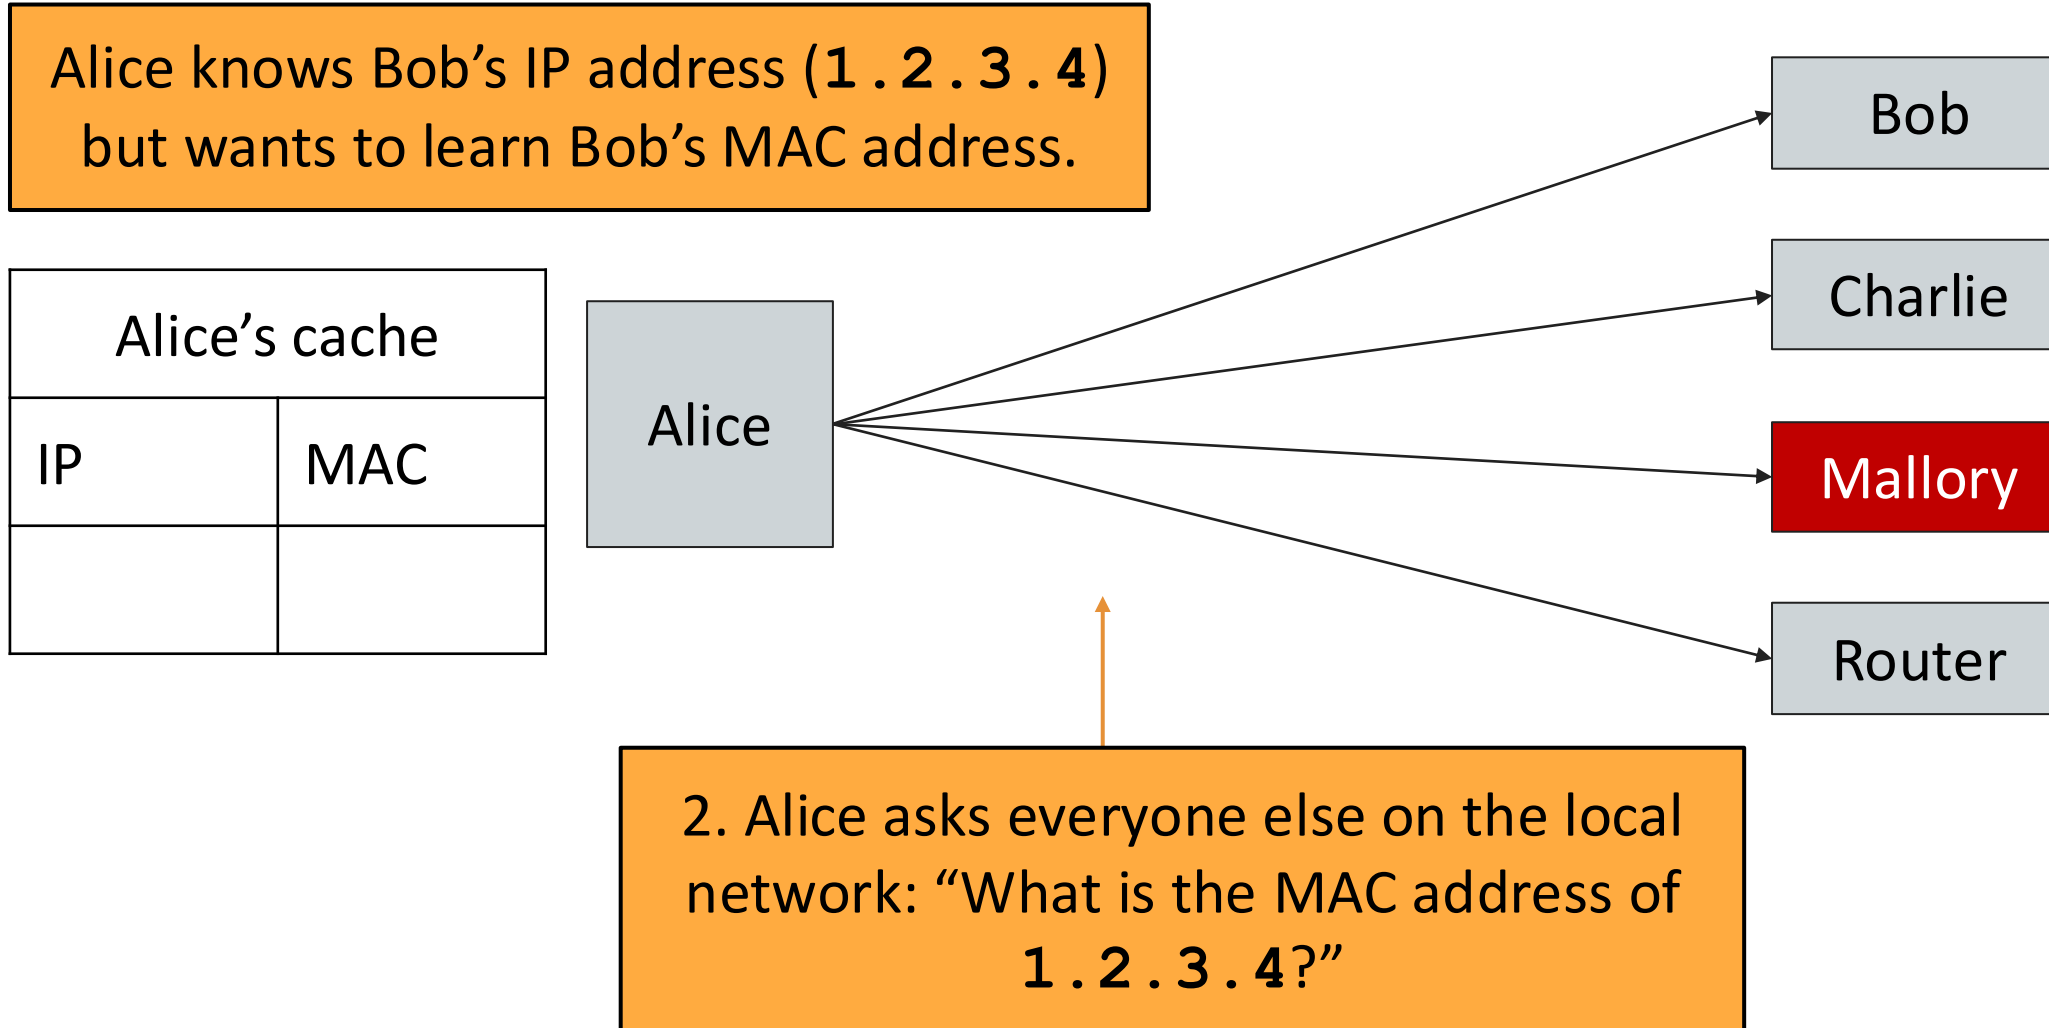 Alice knows Bob’s IP address (1.2.3.4)
but wants to learn Bob’s MAC address.
Alice’s cache
IP MAC
Alice
Bob
Charlie
Mallory
Router
2. Alice asks everyone else on the local
network: “What is the MAC address of
1.2.3.4?”